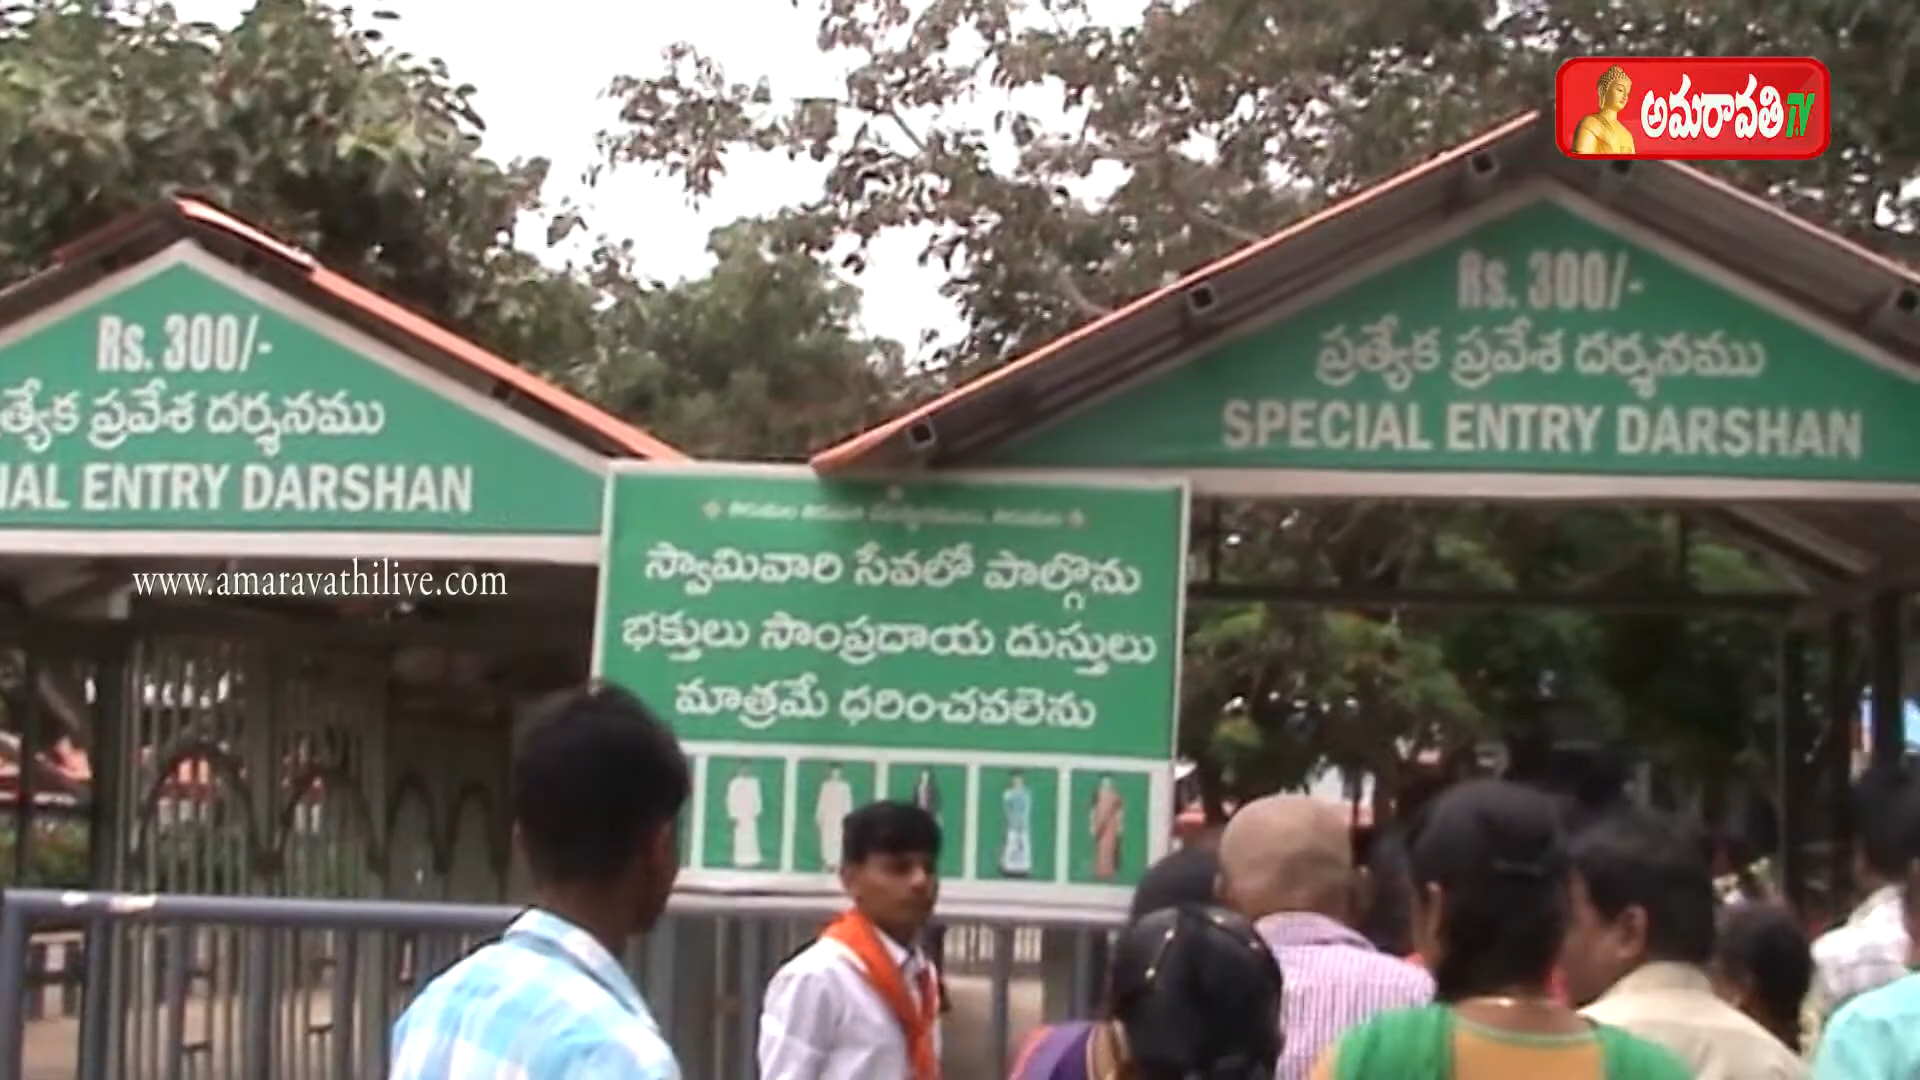 అమరావతి TV
Rs. 300/-
ప్రత్యేక ప్రవేశ దర్శనము
SPECIAL ENTRY DARSHAN
Rs. 300/-
ప్రవేశ దర్శనము
ENTRY DARSHAN
స్వామివారి సేవలో పాల్గొను
భక్తులు సాంప్రదాయ దుస్తులు
మాత్రమే ధరించవలెను
www.amaravathilive.com